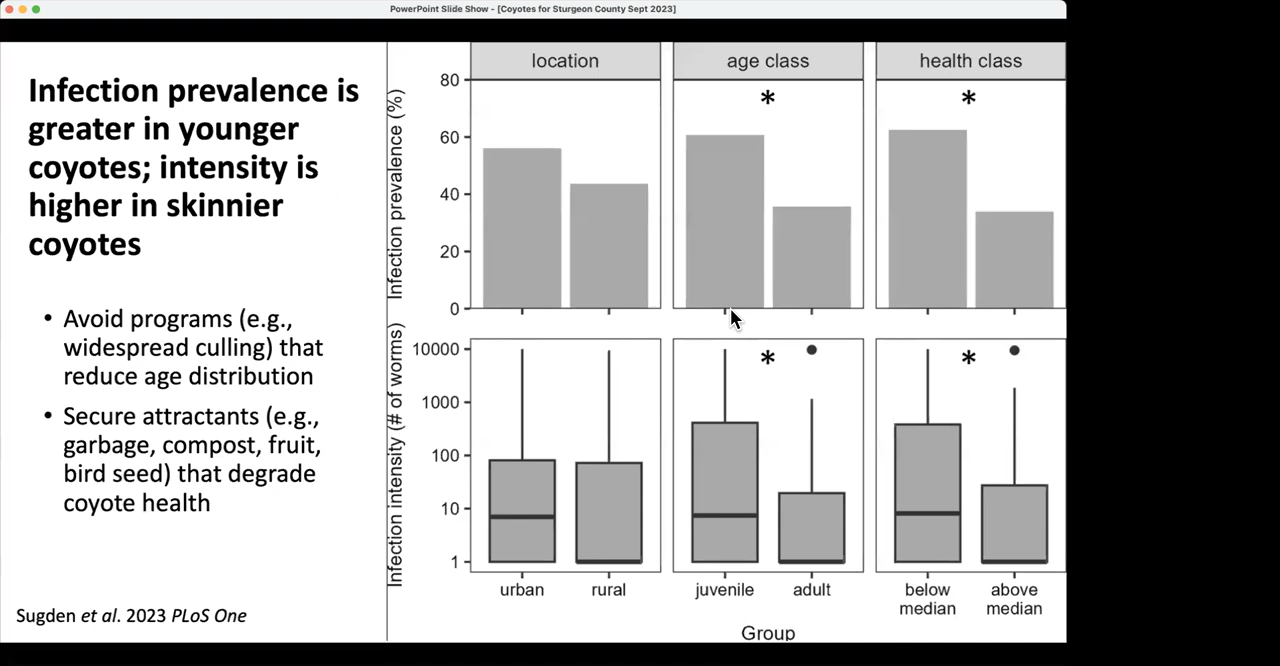 PowerPoint Slide Show - [Coyotes for Sturgeon County Sept 2023]
Infection prevalence is
greater in younger
coyotes; intensity is
higher in skinnier
coyotes
• Avoid programs (e.g.,
widespread culling) that
reduce age distribution
• Secure attractants (e.g.,
garbage, compost, fruit,
bird seed) that degrade
coyote health
Sugden et al. 2023 PLoS One
location
age class
health class
Infection prevalence (%)
80
60
40
20
0
*
*
Infection intensity (# of worms)
10000
1000
100
10
1
*
*
urban
rural
juvenile
adult
below
median
above
median
Group